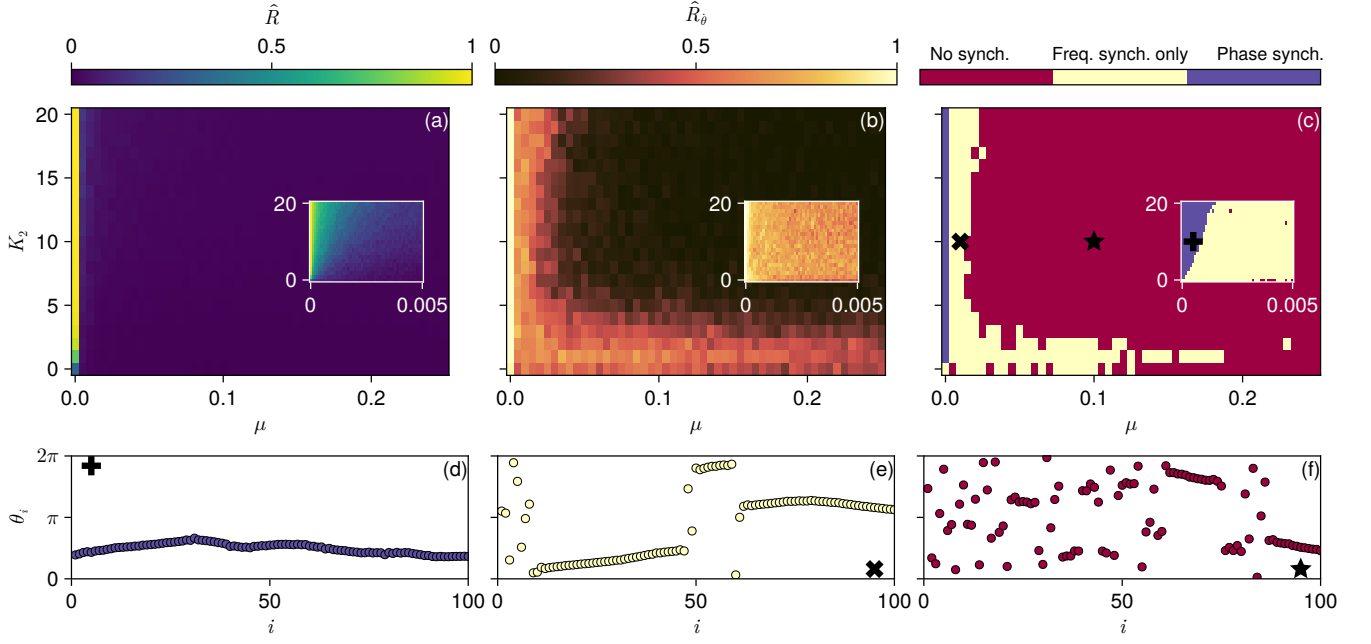 R̂ R̂_θ̇
0 0.5 1 0 0.5 1 No synch. Freq. synch. only Phase synch.
20 (a) (b) (c)
15
20 20 20
K₂ 10
0 0 0
5 0 0.005 0 0.005 0 0.005
0
0.0 0.1 0.2 0.0 0.1 0.2 0.0 0.1 0.2
μ μ μ
2π (d) (e) (f)
θᵢ π
0
0 50 100 0 50 100 0 50 100
i i i